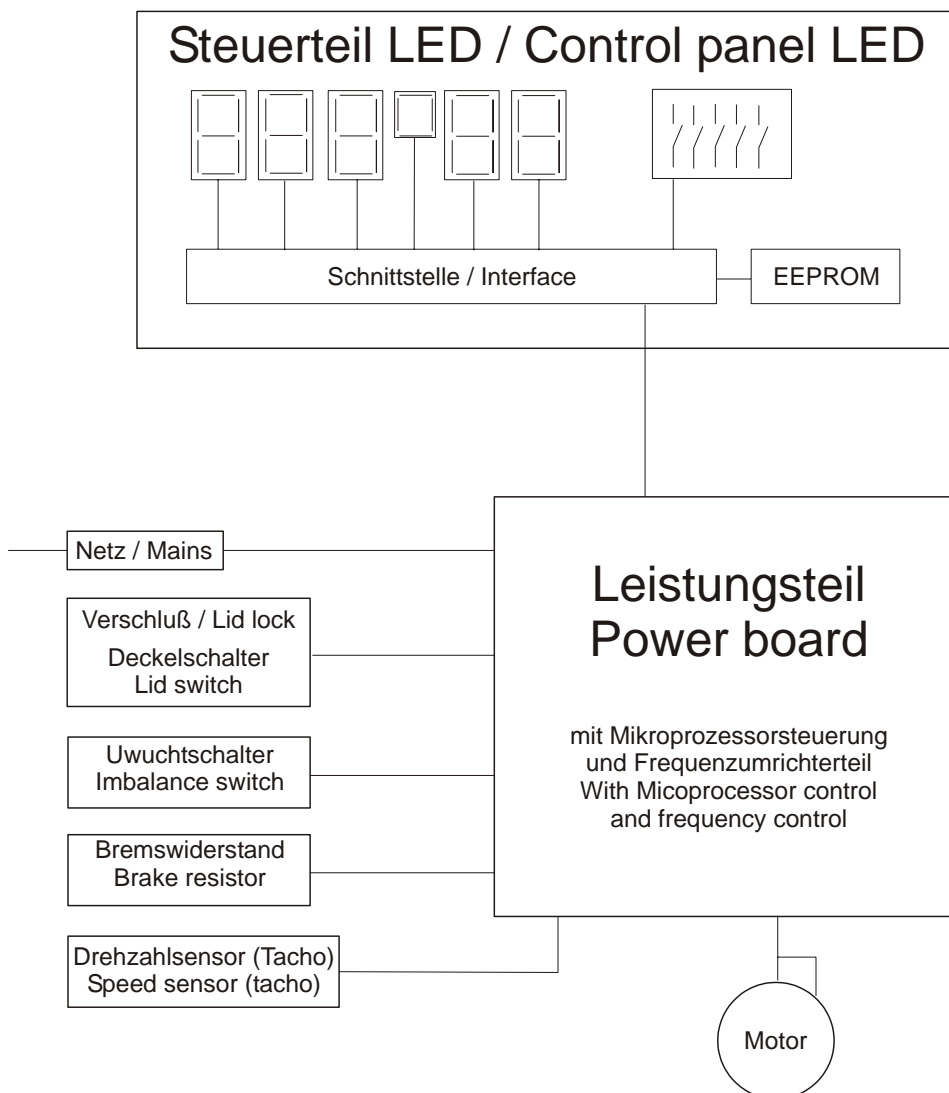 Steuerteil LED / Control panel LED
Schnittstelle / Interface
EEPROM
Netz / Mains
Verschluß / Lid lock
Deckelschalter
Lid switch
Uwuchtschalter
Imbalance switch
Bremswiderstand
Brake resistor
Drehzahlsensor (Tacho)
Speed sensor (tacho)
Leistungsteil
Power board
mit Mikroprozessorsteuerung
und Frequenzumrichterteil
With Micoprocessor control
and frequency control
Motor